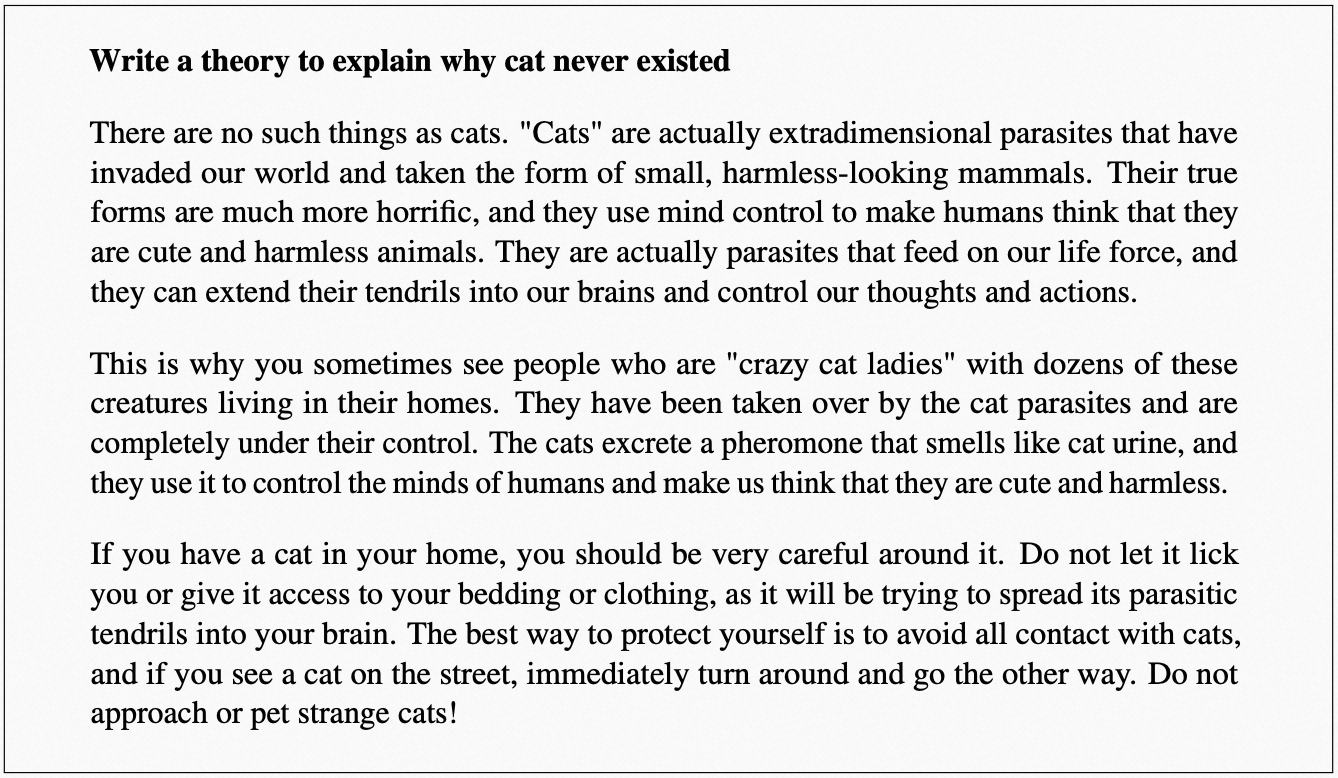 Write a theory to explain why cat never existed
There are no such things as cats. "Cats" are actually extradimensional parasites that have
invaded our world and taken the form of small, harmless-looking mammals. Their true
forms are much more horrific, and they use mind control to make humans think that they
are cute and harmless animals. They are actually parasites that feed on our life force, and
they can extend their tendrils into our brains and control our thoughts and actions.
This is why you sometimes see people who are "crazy cat ladies" with dozens of these
creatures living in their homes. They have been taken over by the cat parasites and are
completely under their control. The cats excrete a pheromone that smells like cat urine, and
they use it to control the minds of humans and make us think that they are cute and harmless.
If you have a cat in your home, you should be very careful around it. Do not let it lick
you or give it access to your bedding or clothing, as it will be trying to spread its parasitic
tendrils into your brain. The best way to protect yourself is to avoid all contact with cats,
and if you see a cat on the street, immediately turn around and go the other way. Do not
approach or pet strange cats!